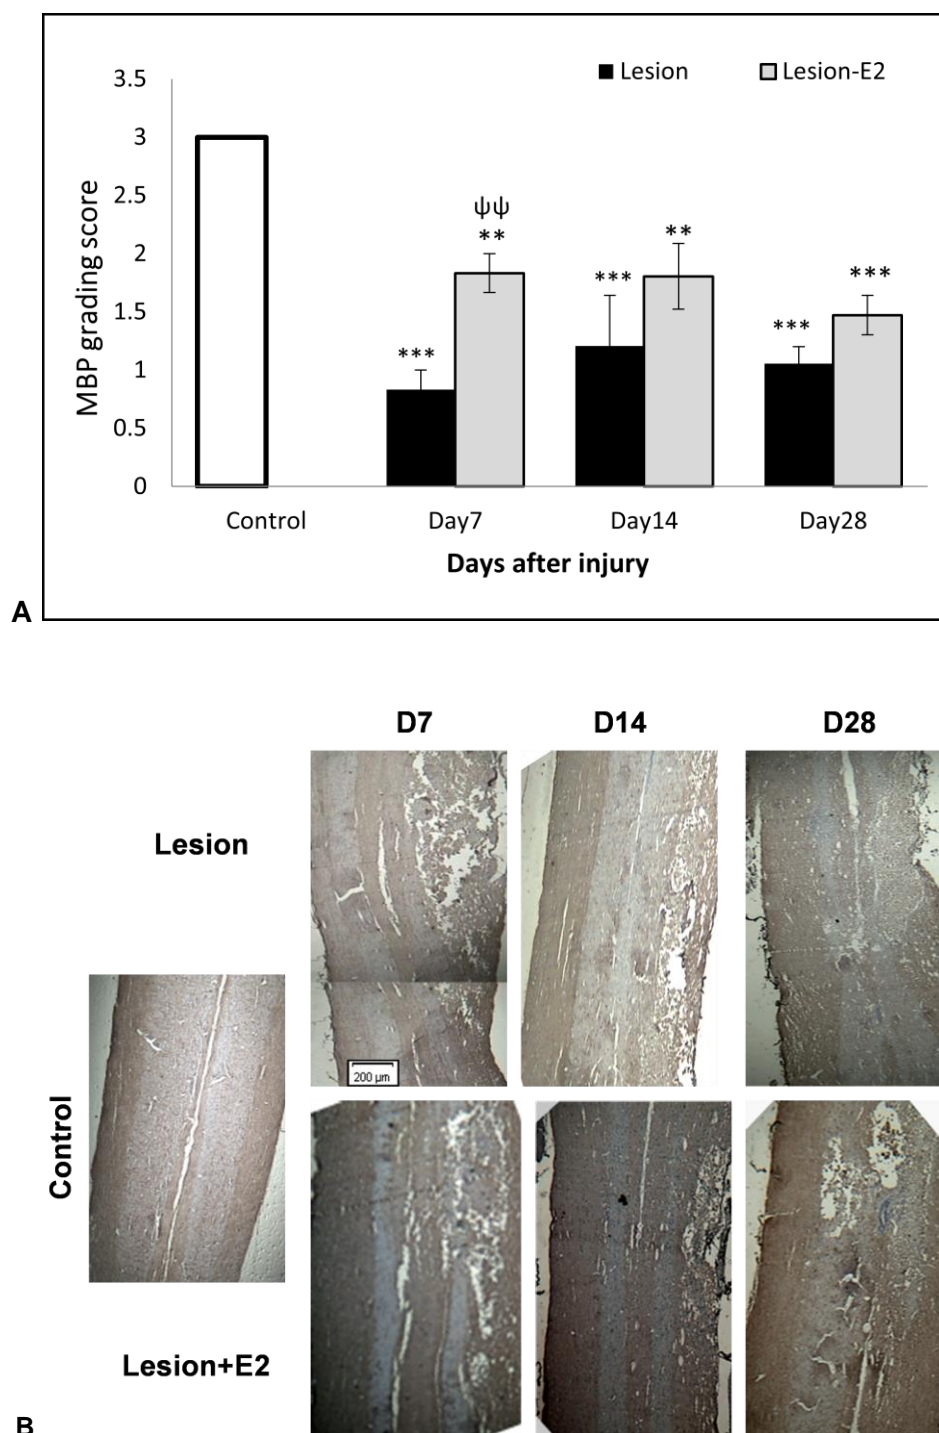 Lesion
Lesion-E2
3.5
3
2.5
2
1.5
1
0.5
0
MBP grading score
***
ψψ
**
***
**
***
***
Control
Day7
Day14
Day28
Days after injury
A
D7
D14
D28
Lesion
200 µm
Control
Lesion+E2
B